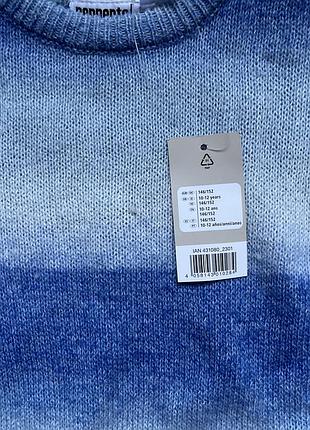 pepperts!
146/152
10-12 years
146/152
10-12 ans
146/152
146/152
10-12 años/anni/anos
IAN 431080_2301
4 056143 010284